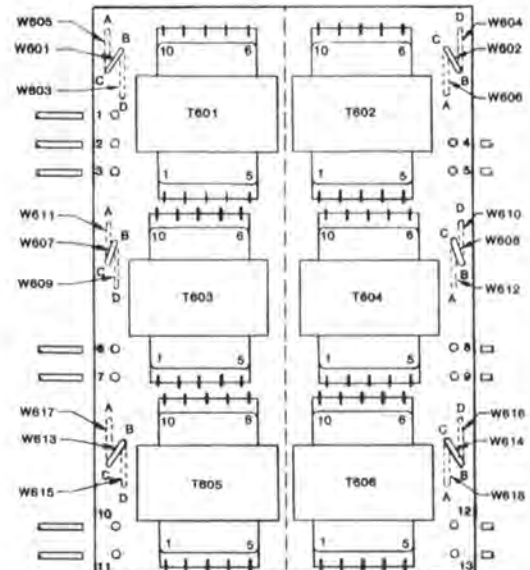 A D
W605 W604
B C
W601 W602
C B
W603 W606
D A
10 6 10 6
T601 T602
1
2 4
3 5
1 5 1 5
A D
W611 W610
B C
W607 W608
C B
W609 W612
D A
10 6 10 6
T603 T604
1 5 1 5
6 8
7 9
A D
W617 W616
B C
W613 W614
C B
W615 W618
D A
10 6 10 6
T605 T606
10 12
1 5 1 5
11 13